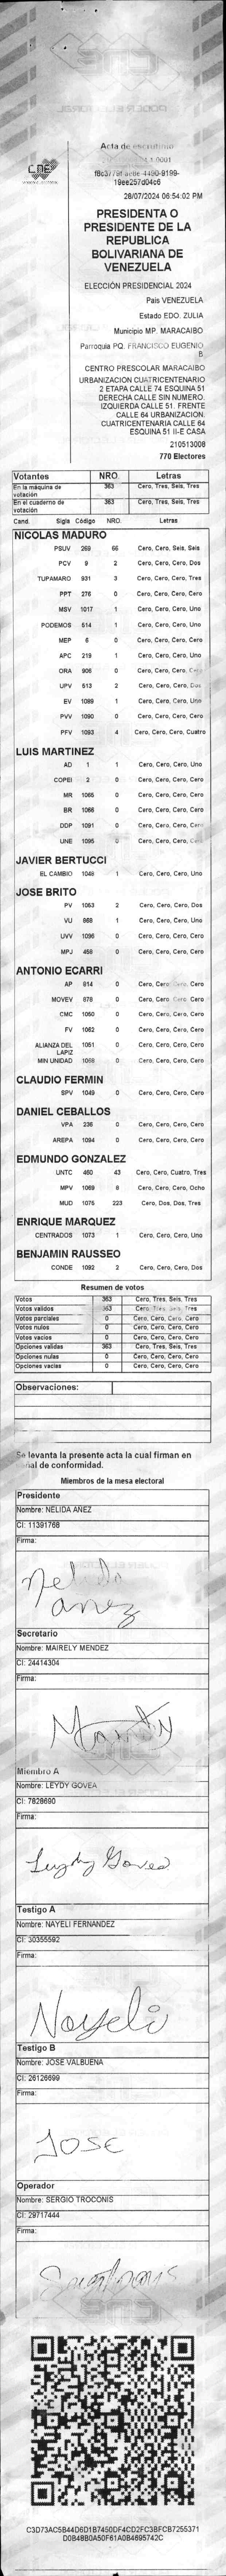 CNE
Acta de escrutinio
19ee257d04c6
28/07/2024 06:54:02 PM
PRESIDENTA O
PRESIDENTE DE LA
REPUBLICA
BOLIVARIANA DE
VENEZUELA
ELECCIÓN PRESIDENCIAL 2024
País VENEZUELA
Estado EDO. ZULIA
Municipio MP. MARACAIBO
Parroquia PQ. FRANCISCO EUGENIO
B
CENTRO PRESCOLAR MARACAIBO
URBANIZACION CUATRICENTENARIO
2 ETAPA CALLE 74 ESQUINA 51
DERECHA CALLE SIN NUMERO.
IZQUIERDA CALLE 51. FRENTE
CALLE 64 URBANIZACION:
CUATRICENTENARIA CALLE 64
ESQUINA 51 II-E CASA
210513008
770 Electores
Votantes NRO. Letras
En la máquina de votación 363 Cero, Tres, Seis, Tres
En el cuaderno de votación 363 Cero, Tres, Seis, Tres
Cand. Sigla Código NRO. Letras
NICOLAS MADURO
PSUV 269 66 Cero, Cero, Seis, Seis
PCV 9 2 Cero, Cero, Cero, Dos
TUPAMARO 931 3 Cero, Cero, Cero, Tres
PPT 276 0 Cero, Cero, Cero, Cero
MSV 1017 1 Cero, Cero, Cero, Uno
PODEMOS 514 1 Cero, Cero, Cero, Uno
MEP 6 0 Cero, Cero, Cero, Cero
APC 219 1 Cero, Cero, Cero, Uno
ORA 906 0 Cero, Cero, Cero, Cero
UPV 513 2 Cero, Cero, Cero, Dos
EV 1089 1 Cero, Cero, Cero, Uno
PVV 1090 0 Cero, Cero, Cero, Cero
PFV 1093 4 Cero, Cero, Cero, Cuatro
LUIS MARTINEZ
AD 1 1 Cero, Cero, Cero, Uno
COPEI 2 0 Cero, Cero, Cero, Cero
MR 1065 0 Cero, Cero, Cero, Cero
BR 1066 0 Cero, Cero, Cero, Cero
DDP 1091 0 Cero, Cero, Cero, Cero
UNE 1095 0 Cero, Cero, Cero, Cero
JAVIER BERTUCCI
EL CAMBIO 1048 1 Cero, Cero, Cero, Uno
JOSE BRITO
PV 1053 2 Cero, Cero, Cero, Dos
VU 868 1 Cero, Cero, Cero, Uno
UVV 1096 0 Cero, Cero, Cero, Cero
MPJ 458 0 Cero, Cero, Cero, Cero
ANTONIO ECARRI
AP 814 0 Cero, Cero, Cero, Cero
MOVEV 878 0 Cero, Cero, Cero, Cero
CMC 1050 0 Cero, Cero, Cero, Cero
FV 1062 0 Cero, Cero, Cero, Cero
ALIANZA DEL LAPIZ 1051 0 Cero, Cero, Cero, Cero
MIN UNIDAD 1068 0 Cero, Cero, Cero, Cero
CLAUDIO FERMIN
SPV 1049 0 Cero, Cero, Cero, Cero
DANIEL CEBALLOS
VPA 236 0 Cero, Cero, Cero, Cero
AREPA 1094 0 Cero, Cero, Cero, Cero
EDMUNDO GONZALEZ
UNTC 460 43 Cero, Cero, Cuatro, Tres
MPV 1069 8 Cero, Cero, Cero, Ocho
MUD 1075 223 Cero, Dos, Dos, Tres
ENRIQUE MARQUEZ
CENTRADOS 1073 1 Cero, Cero, Cero, Uno
BENJAMIN RAUSSEO
CONDE 1092 2 Cero, Cero, Cero, Dos
Resumen de votos
Votos 363 Cero, Tres, Seis, Tres
Votos validos 363 Cero, Tres, Seis, Tres
Votos parciales 0 Cero, Cero, Cero, Cero
Votos nulos 0 Cero, Cero, Cero, Cero
Votos vacios 0 Cero, Cero, Cero, Cero
Opciones validas 363 Cero, Tres, Seis, Tres
Opciones nulas 0 Cero, Cero, Cero, Cero
Opciones vacias 0 Cero, Cero, Cero, Cero
Observaciones:
Se levanta la presente acta la cual firman en
señal de conformidad.
Miembros de la mesa electoral
Presidente
Nombre: NELIDA AÑEZ
CI: 11391768
Firma:
Nelida
Añez
Secretario
Nombre: MAIRELY MENDEZ
CI: 24414304
Firma:
Miembro A
Nombre: LEYDY GOVEA
CI: 7828690
Firma:
Leydy Govea
Testigo A
Nombre: NAYELI FERNANDEZ
CI: 30355592
Firma:
Nayeli
Testigo B
Nombre: JOSE VALBUENA
CI: 26126699
Firma:
JOSE
Operador
Nombre: SERGIO TROCONIS
CI: 29717444
Firma:
C3D73AC5B44D6D1B7450DF4CD2FC3BFCB7255371
D0B48B0A50F61A0B4695742C